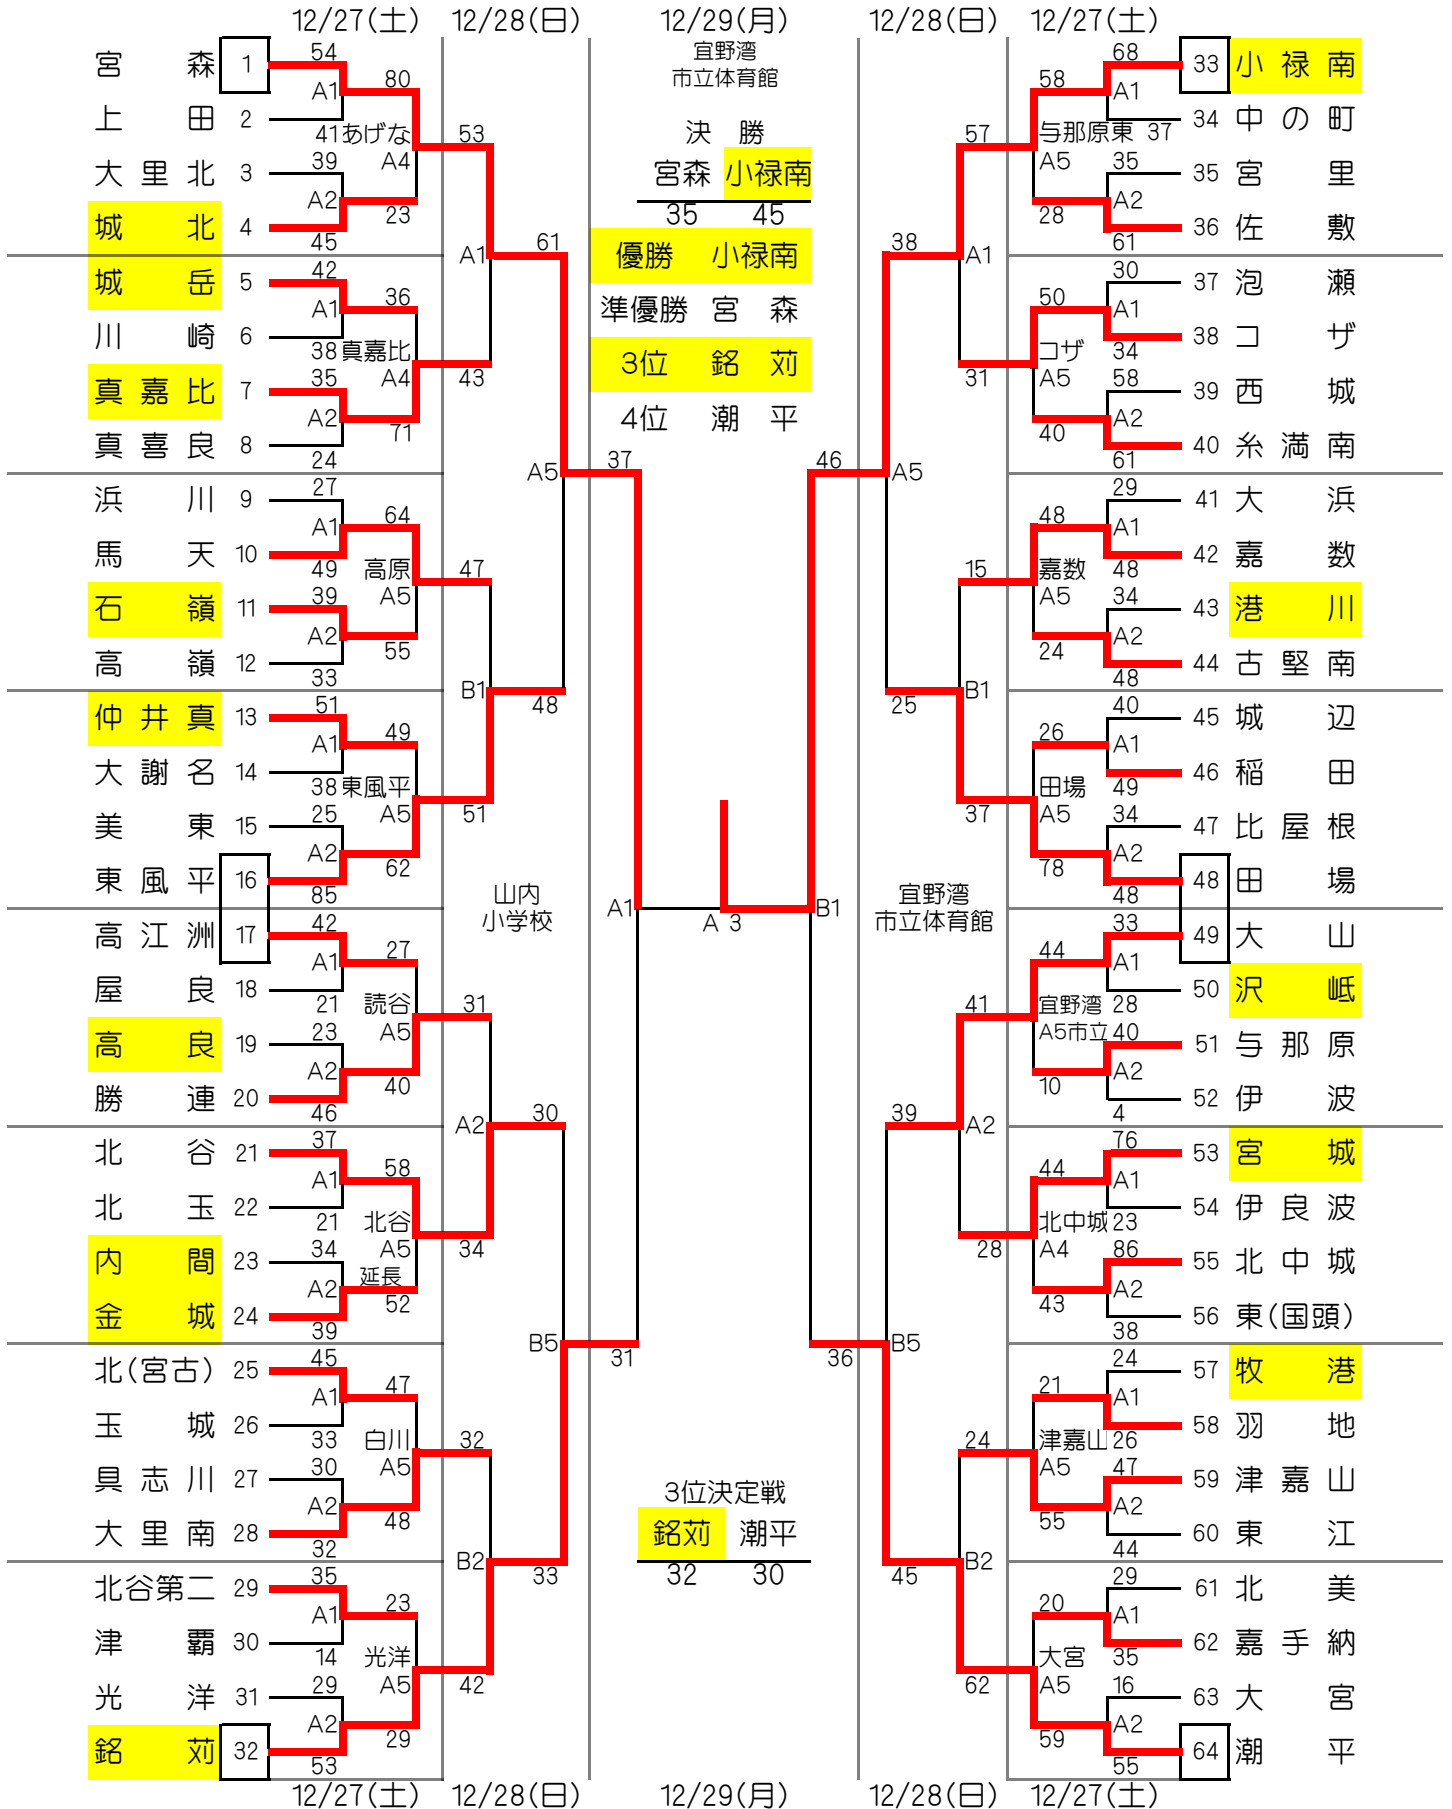 12/27(土) 12/28(日) 12/29(月) 12/28(日) 12/27(土)
宜野湾
市立体育館
決 勝
宮森 小禄南
35 45
優勝 小禄南
準優勝 宮 森
3位 銘 苅
4位 潮 平
宮 森 1 54
A1 80
上 田 2 41 あげな 53
大里北 3 39 A4
A2 23
城 北 4 45
A1 61
城 岳 5 42
A1 36
川 崎 6 38 真嘉比
真嘉比 7 35 A4 43
A2 71
真喜良 8 24
A5 37
浜 川 9 27
A1 64
馬 天 10 49 高原 47
石 嶺 11 39 A5
A2 55
高 嶺 12 33
B1 48
仲井真 13 51
A1 49
大謝名 14 38 東風平
美 東 15 25 A5 51
A2 62
東風平 16 85
山内
小学校
A1
高江洲 17 42
A1 27
屋 良 18 21 読谷 31
高 良 19 23 A5
A2 40
勝 連 20 46
A2 30
北 谷 21 37
A1 58
北 玉 22 21 北谷
内 間 23 34 A5 34
延長
A2 52
金 城 24 39
B5 31
北(宮古) 25 45
A1 47
玉 城 26 33 白川 32
具志川 27 30 A5
A2 48
大里南 28 32
B2 33
北谷第二 29 35
A1 23
津 覇 30 14 光洋
光 洋 31 29 A5 42
A2 29
銘 苅 32 53
A 3
3位決定戦
銘苅 潮平
32 30
68 33 小禄南
58 A1
57 与那原東 37 34 中の町
A5 35 35 宮 里
28 A2
61 36 佐 敷
38 A1
30 37 泡 瀬
50 A1
コザ 34 38 コ ザ
31 A5 58 39 西 城
40 A2
61 40 糸満南
46 A5
29 41 大 浜
48 A1
15 嘉数 48 42 嘉 数
A5 34 43 港 川
24 A2
48 44 古堅南
25 B1
40 45 城 辺
26 A1
田場 49 46 稲 田
37 A5 34 47 比屋根
78 A2
48 48 田 場
宜野湾
市立体育館
B1
33 49 大 山
44 A1
41 宜野湾 28 50 沢 岻
A5市立 40 51 与那原
10 A2
4 52 伊 波
39 A2
76 53 宮 城
44 A1
北中城 23 54 伊良波
28 A4 86 55 北中城
43 A2
38 56 東(国頭)
36 B5
24 57 牧 港
21 A1
24 津嘉山 26 58 羽 地
A5 47 59 津嘉山
55 A2
44 60 東 江
45 B2
29 61 北 美
20 A1
大宮 35 62 嘉手納
62 A5 16 63 大 宮
59 A2
55 64 潮 平
12/27(土) 12/28(日) 12/29(月) 12/28(日) 12/27(土)